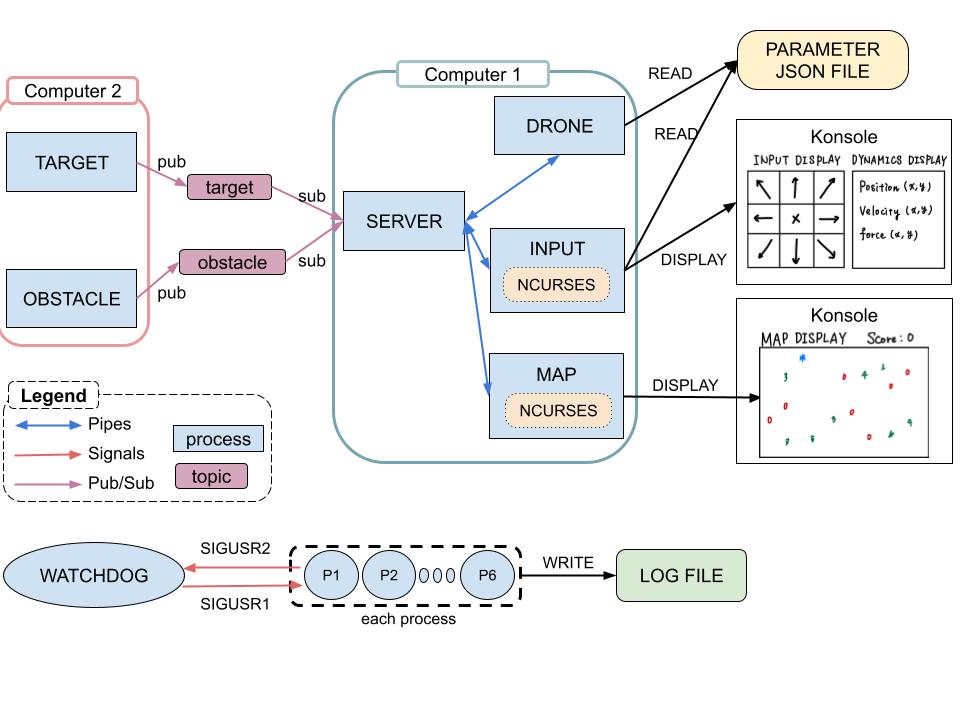 PARAMETER
JSON FILE
READ
READ
Computer 2
TARGET
OBSTACLE
pub
pub
target
obstacle
sub
sub
Computer 1
DRONE
SERVER
INPUT
NCURSES
MAP
NCURSES
DISPLAY
DISPLAY
Konsole
INPUT DISPLAY
DYNAMICS DISPLAY
x
Position (x,y)
Velocity (x,y)
force (x,y)
Konsole
MAP DISPLAY Score: 0
Legend
Pipes
Signals
Pub/Sub
process
topic
WATCHDOG
SIGUSR2
SIGUSR1
P1
P2
P6
each process
WRITE
LOG FILE